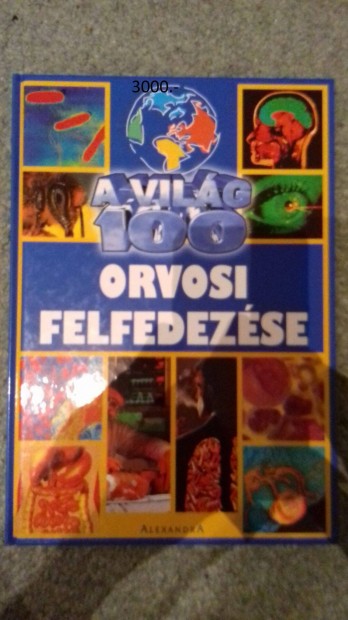 3000.-
A VILÁG
100
ORVOSI
FELFEDEZÉSE
ALEXANDRA